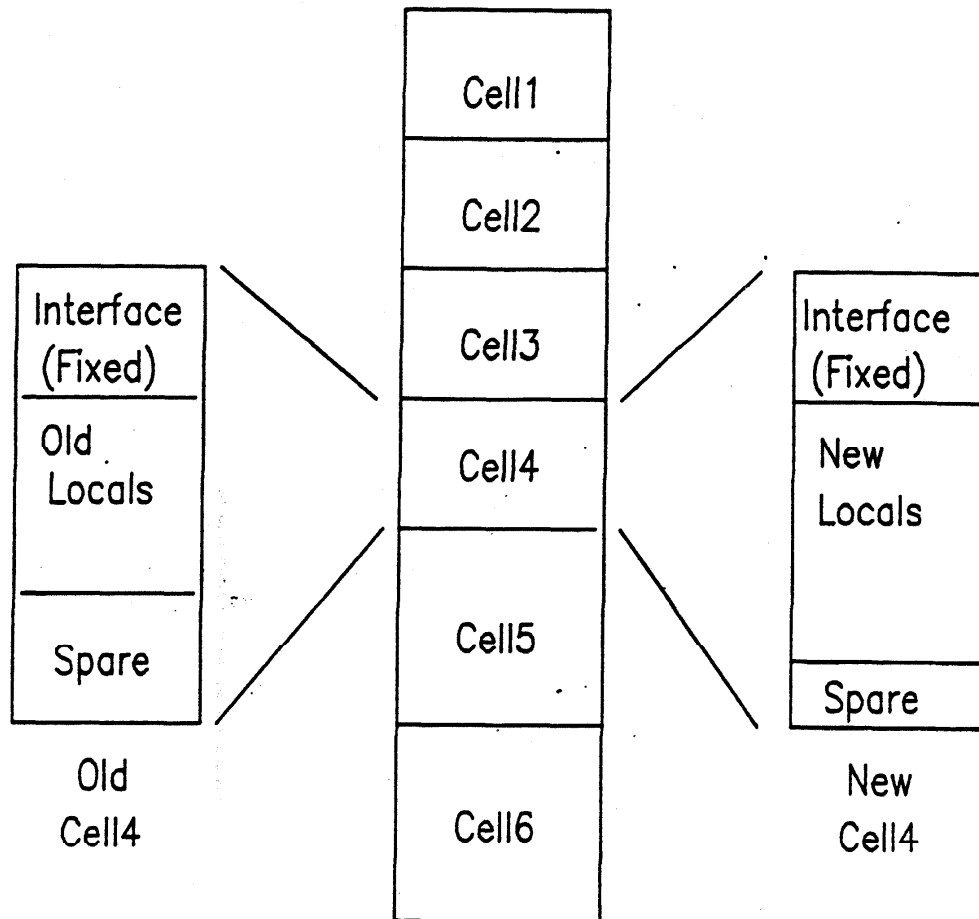 Cell1
Cell2
Cell3
Cell4
Cell5
Cell6
Interface
(Fixed)
Old
Locals
Spare
Old
Cell4
Interface
(Fixed)
New
Locals
Spare
New
Cell4